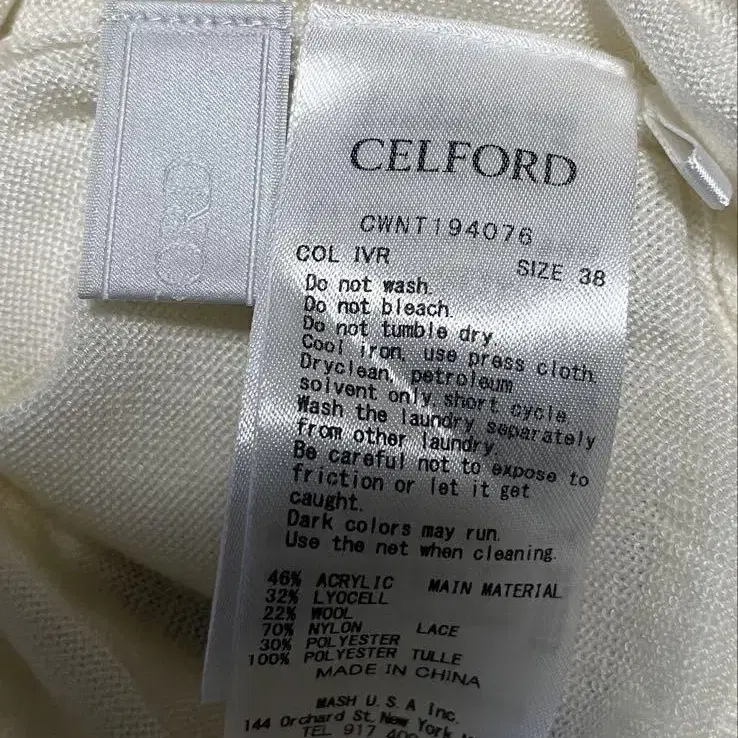 ORD
CELFORD
CWNT194076
COL IVR
SIZE 38
Do not wash.
Do not bleach.
Do not tumble dry.
Cool iron, use press cloth.
Dryclean, petroleum
solvent only, short cycle.
Wash the laundry separately
from other laundry.
Be careful not to expose to
friction or let it get
caught.
Dark colors may run.
Use the net when cleaning.
46% ACRYLIC MAIN MATERIAL
32% LYOCELL
22% WOOL
70% NYLON LACE
30% POLYESTER
100% POLYESTER TULLE
MADE IN CHINA
MASH U.S.A Inc.
144 Orchard St, New York
TEL 917